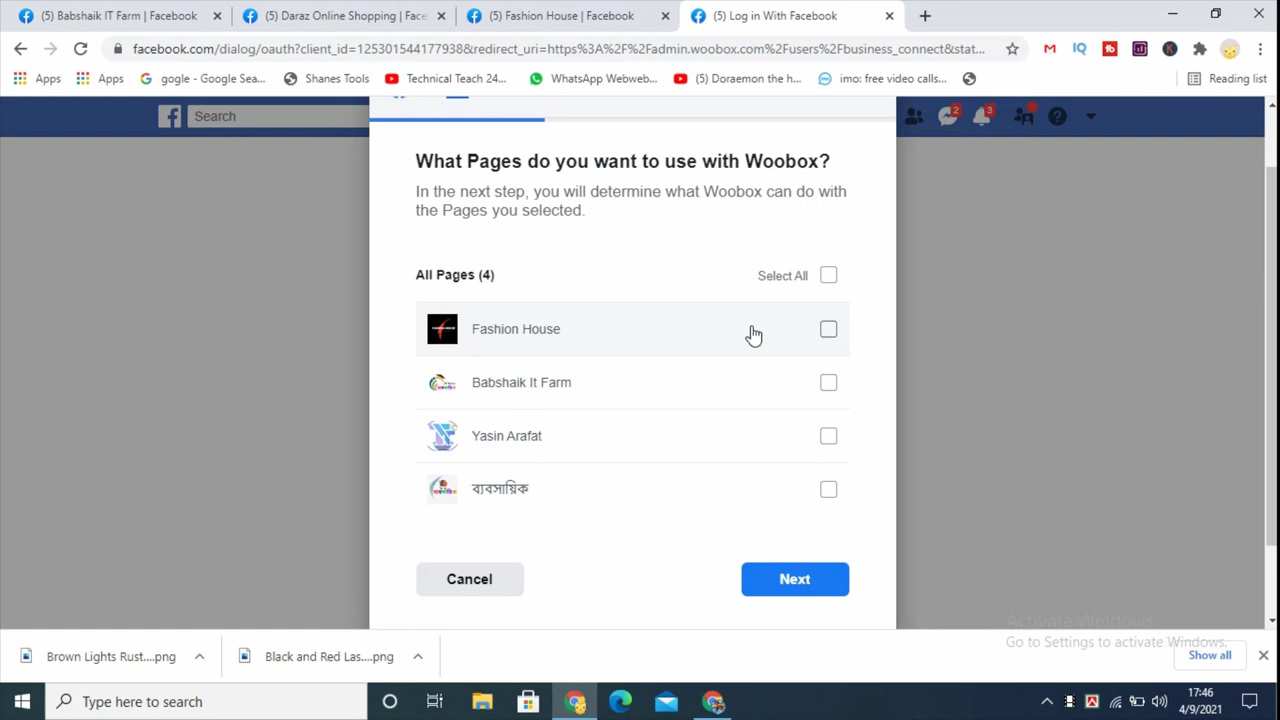 (5) Babshaik IT Farm | Facebook
(5) Daraz Online Shopping | Face
(5) Fashion House | Facebook
(5) Log in With Facebook
facebook.com/dialog/oauth?client_id=125301544177938&redirect_uri=https%3A%2F%2Fadmin.woobox.com%2Fusers%2Fbusiness_connect&stat...
Apps
Apps
gogle - Google Sea...
Shanes Tools
Technical Teach 24...
WhatsApp Webweb...
(5) Doraemon the h...
imo: free video calls...
Reading list
Search
2
3
What Pages do you want to use with Woobox?
In the next step, you will determine what Woobox can do with
the Pages you selected.
All Pages (4)
Select All
Fashion House
Babshaik It Farm
Yasin Arafat
ব্যবসায়িক
Cancel
Next
Activate Windows
Go to Settings to activate Windows.
Brown Lights Rust....png
Black and Red Las....png
Show all
Type here to search
17:46
4/9/2021